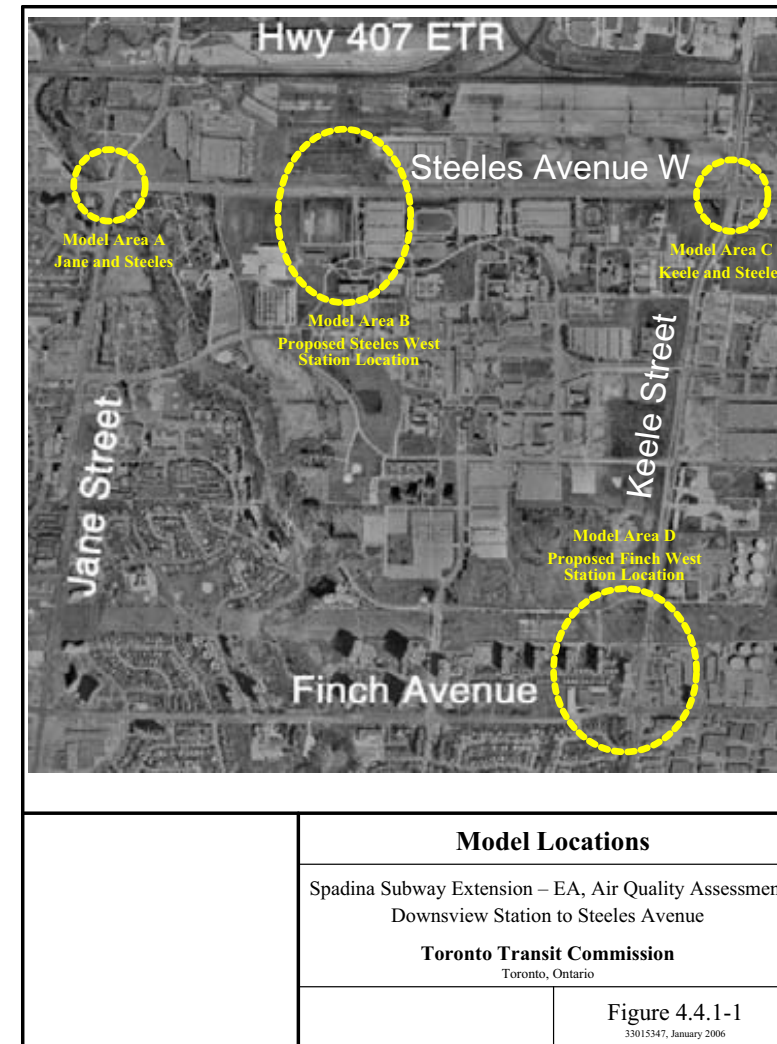 Hwy 407 ETR
Steeles Avenue W
Model Area A
Jane and Steeles
Model Area C
Keele and Steele
Model Area B
Proposed Steeles West
Station Location
Keele Street
Jane Street
Model Area D
Proposed Finch West
Station Location
Finch Avenue
Model Locations
Spadina Subway Extension – EA, Air Quality Assessmen
Downsview Station to Steeles Avenue
Toronto Transit Commission
Toronto, Ontario
Figure 4.4.1-1
33015347, January 2006